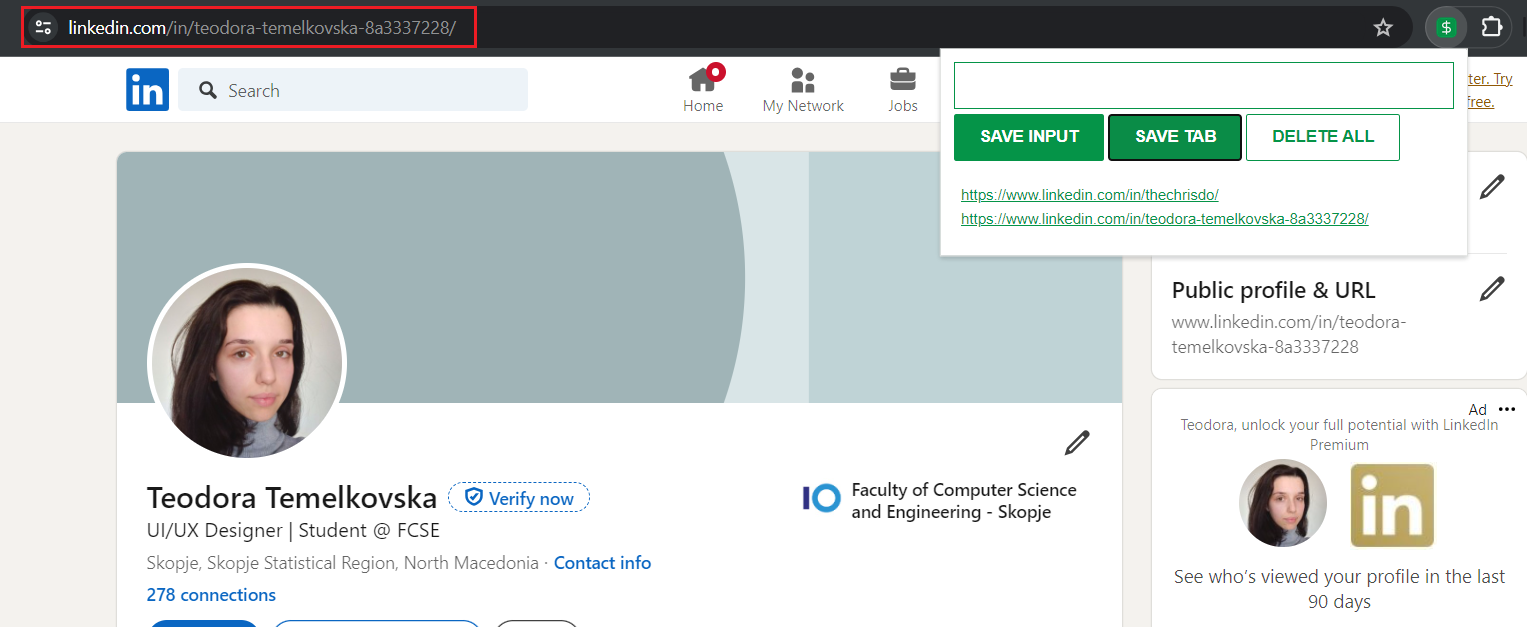 linkedin.com/in/teodora-temelkovska-8a3337228/
$
in
Search
Home
My Network
Jobs
ter. Try
free.
SAVE INPUT
SAVE TAB
DELETE ALL
https://www.linkedin.com/in/thechrisdo/
https://www.linkedin.com/in/teodora-temelkovska-8a3337228/
Public profile & URL
www.linkedin.com/in/teodora-
temelkovska-8a3337228
Ad
Teodora, unlock your full potential with LinkedIn
Premium
in
See who's viewed your profile in the last
90 days
Teodora Temelkovska
Verify now
UI/UX Designer | Student @ FCSE
Skopje, Skopje Statistical Region, North Macedonia · Contact info
278 connections
Faculty of Computer Science
and Engineering - Skopje